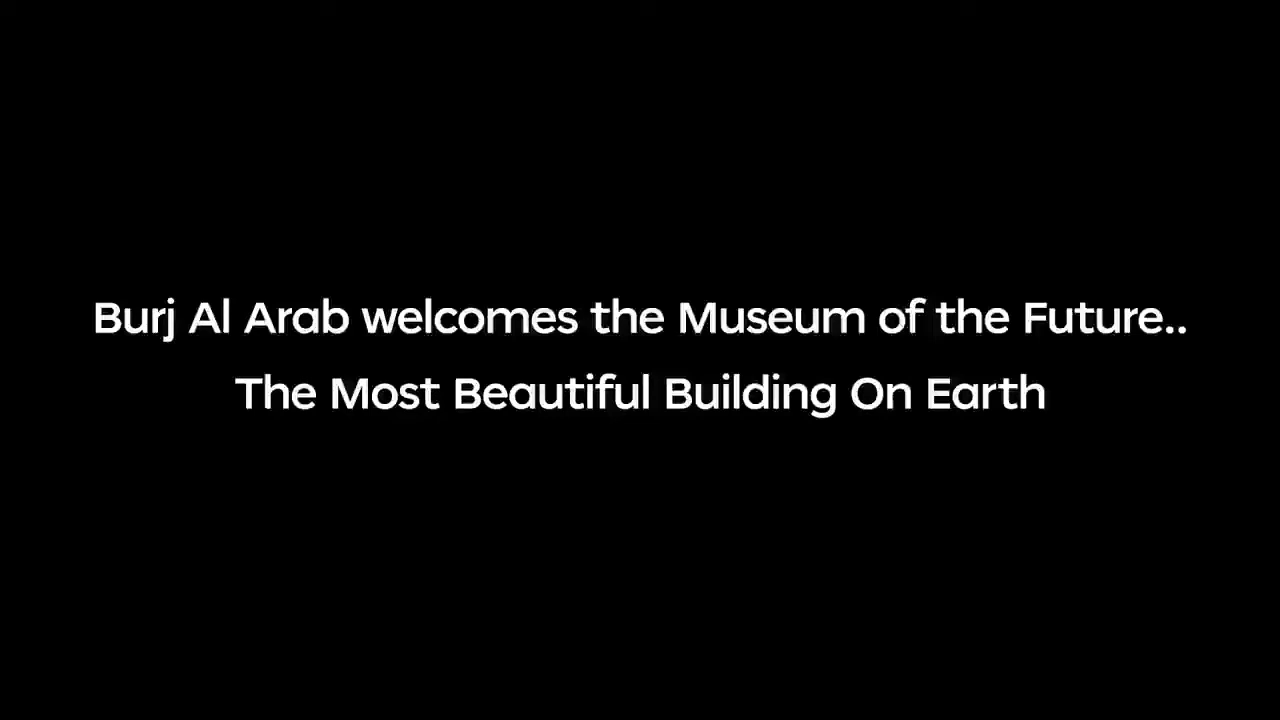 Burj Al Arab welcomes the Museum of the Future..
The Most Beautiful Building On Earth